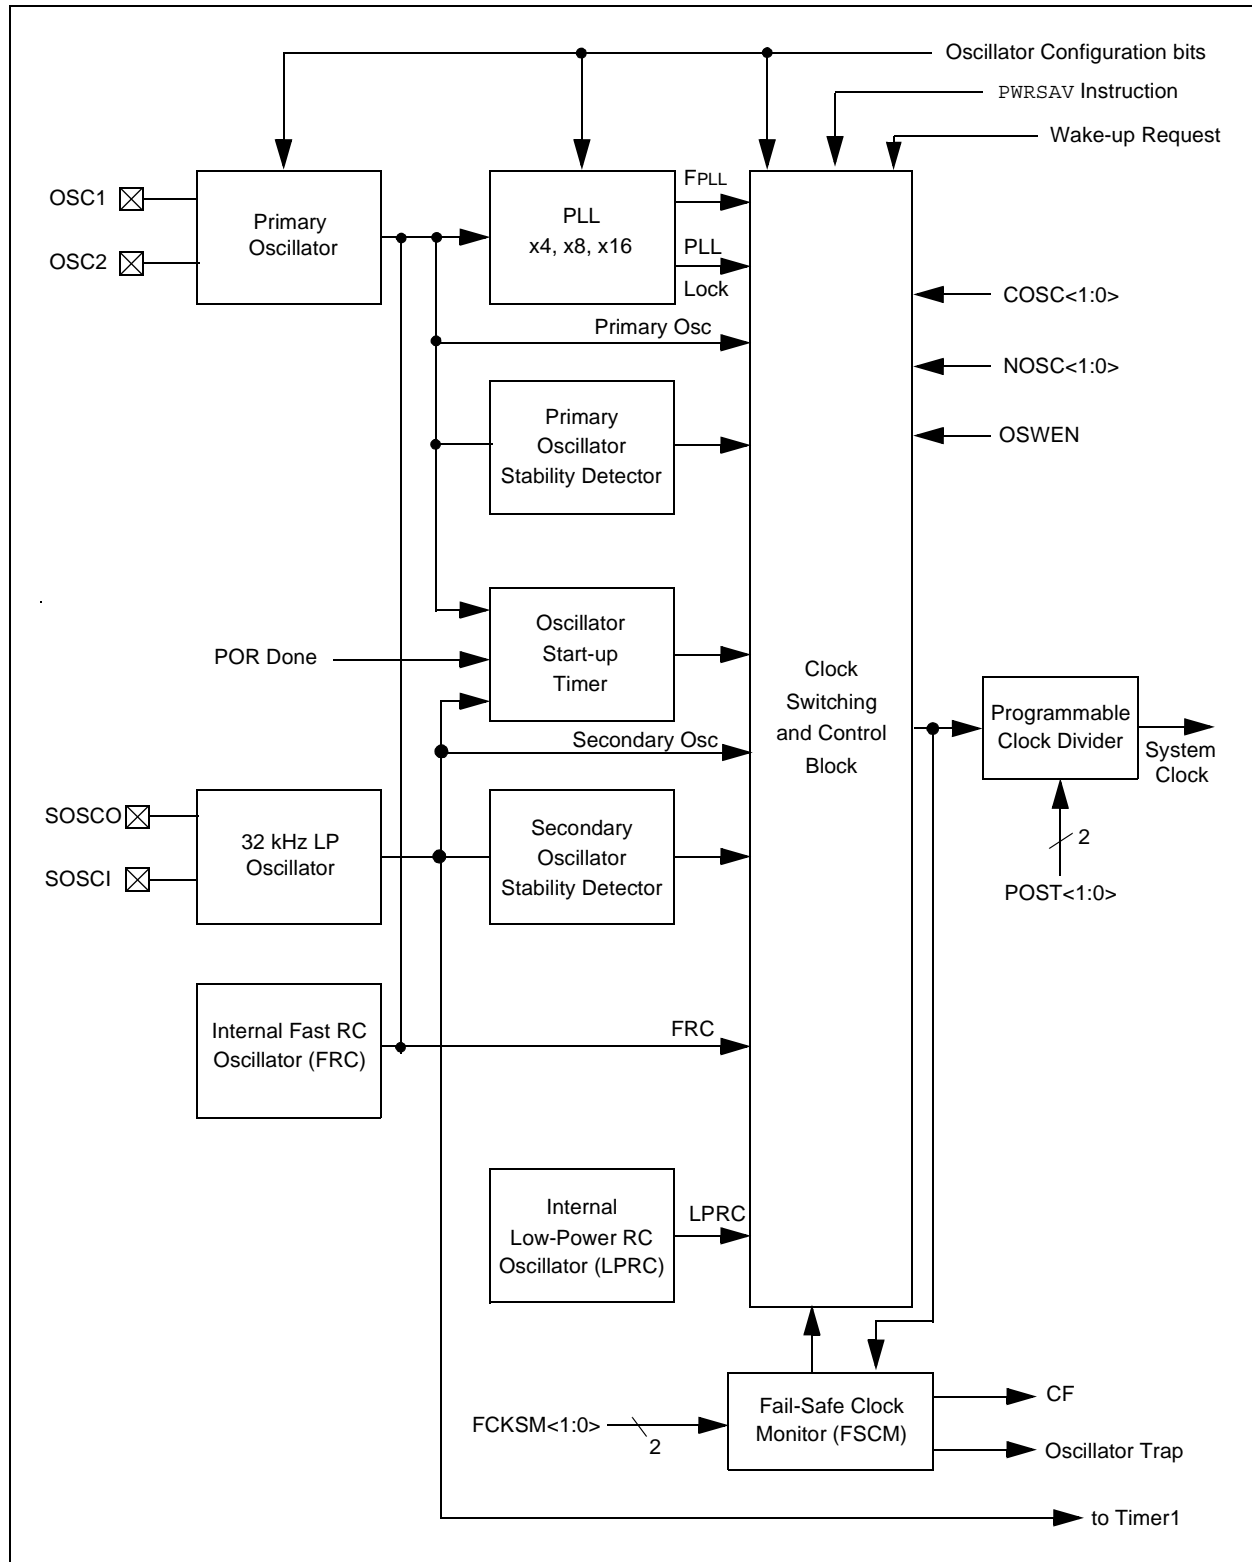 Oscillator Configuration bits
PWRSAV Instruction
Wake-up Request
OSC1
OSC2
Primary
Oscillator
PLL
x4, x8, x16
FPLL
PLL
Lock
COSC<1:0>
Primary Osc
NOSC<1:0>
Primary
Oscillator
Stability Detector
OSWEN
Oscillator
Start-up
Timer
POR Done
Clock
Switching
and Control
Block
Programmable
Clock Divider
System
Clock
Secondary Osc
SOSCO
SOSCI
32 kHz LP
Oscillator
Secondary
Oscillator
Stability Detector
2
POST<1:0>
Internal Fast RC
Oscillator (FRC)
FRC
Internal
Low-Power RC
Oscillator (LPRC)
LPRC
FCKSM<1:0>
2
Fail-Safe Clock
Monitor (FSCM)
CF
Oscillator Trap
to Timer1